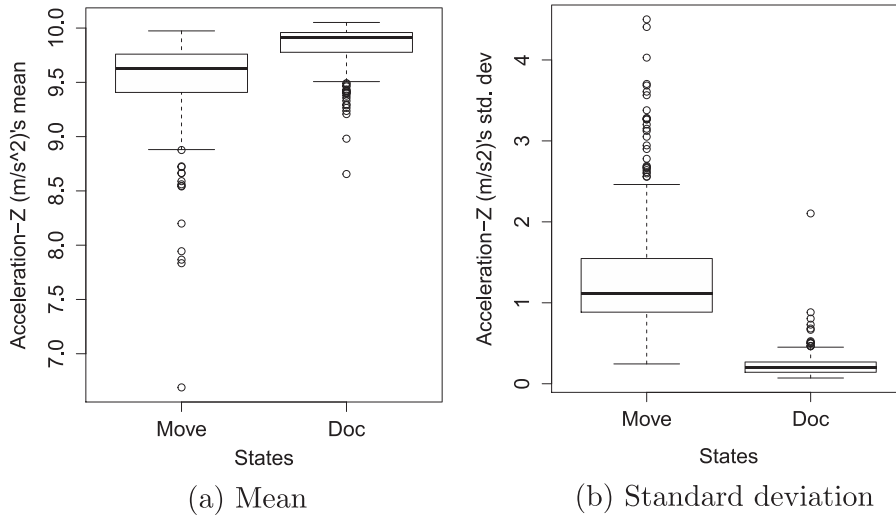 Acceleration−Z (m/s^2)'s mean
10.0
9.5
9.0
8.5
8.0
7.5
7.0
Move
Doc
States
(a) Mean
Acceleration−Z (m/s2)'s std. dev
4
3
2
1
0
Move
Doc
States
(b) Standard deviation